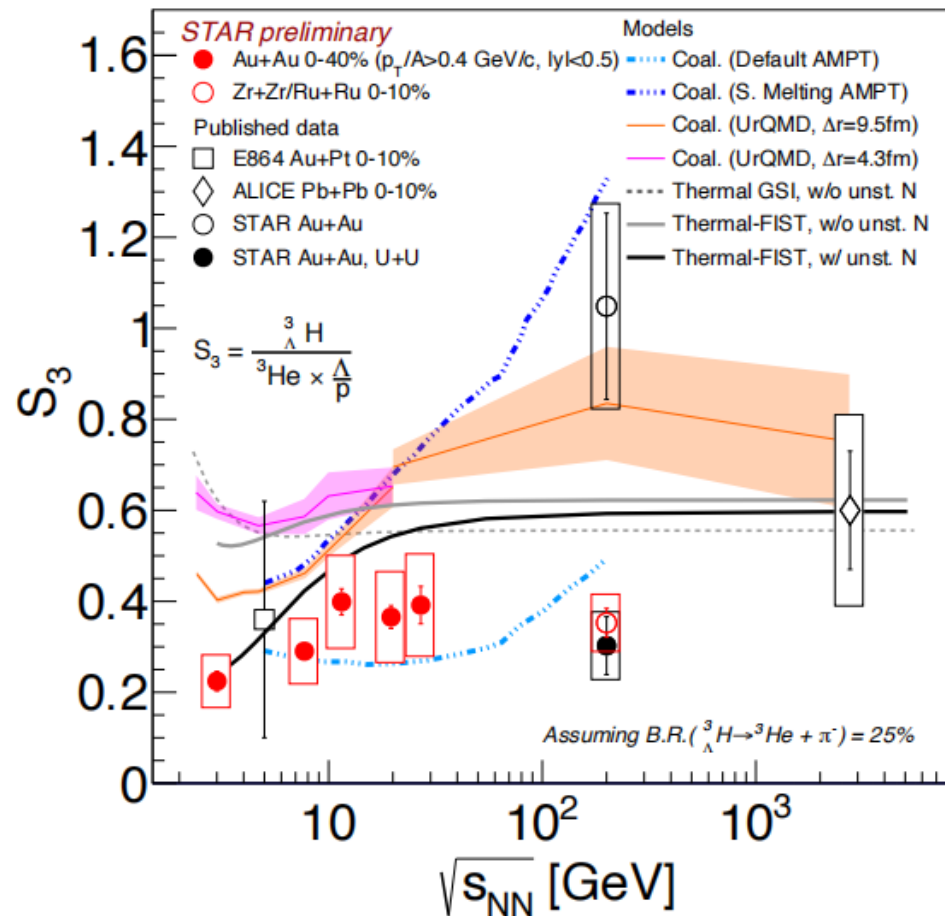 STAR preliminary
Au+Au 0-40% (p_T/A>0.4 GeV/c, |y|<0.5)
Zr+Zr/Ru+Ru 0-10%
Published data
E864 Au+Pt 0-10%
ALICE Pb+Pb 0-10%
STAR Au+Au
STAR Au+Au, U+U
Models
Coal. (Default AMPT)
Coal. (S. Melting AMPT)
Coal. (UrQMD, Δr=9.5fm)
Coal. (UrQMD, Δr=4.3fm)
Thermal GSI, w/o unst. N
Thermal-FIST, w/o unst. N
Thermal-FIST, w/ unst. N
S₃ = ³_ΛH / (³He × Λ/p)
Assuming B.R.(³_ΛH→³He + π⁻) = 25%
S₃
1.6
1.4
1.2
1
0.8
0.6
0.4
0.2
0
10
10²
10³
√s_NN [GeV]